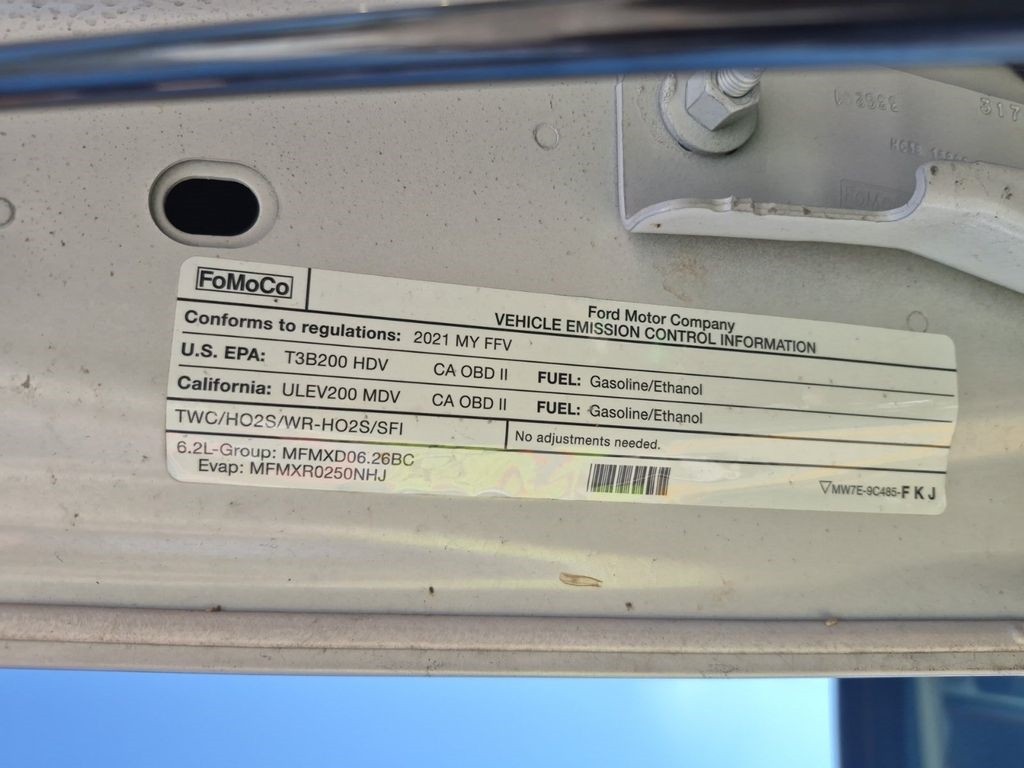 317
FoMoCo
Ford Motor Company
VEHICLE EMISSION CONTROL INFORMATION
Conforms to regulations: 2021 MY FFV
U.S. EPA: T3B200 HDV CA OBD II FUEL: Gasoline/Ethanol
California: ULEV200 MDV CA OBD II FUEL: Gasoline/Ethanol
TWC/HO2S/WR-HO2S/SFI
No adjustments needed.
6.2L-Group: MFMXD06.26BC
Evap: MFMXR0250NHJ
MW7E-9C485-F K J